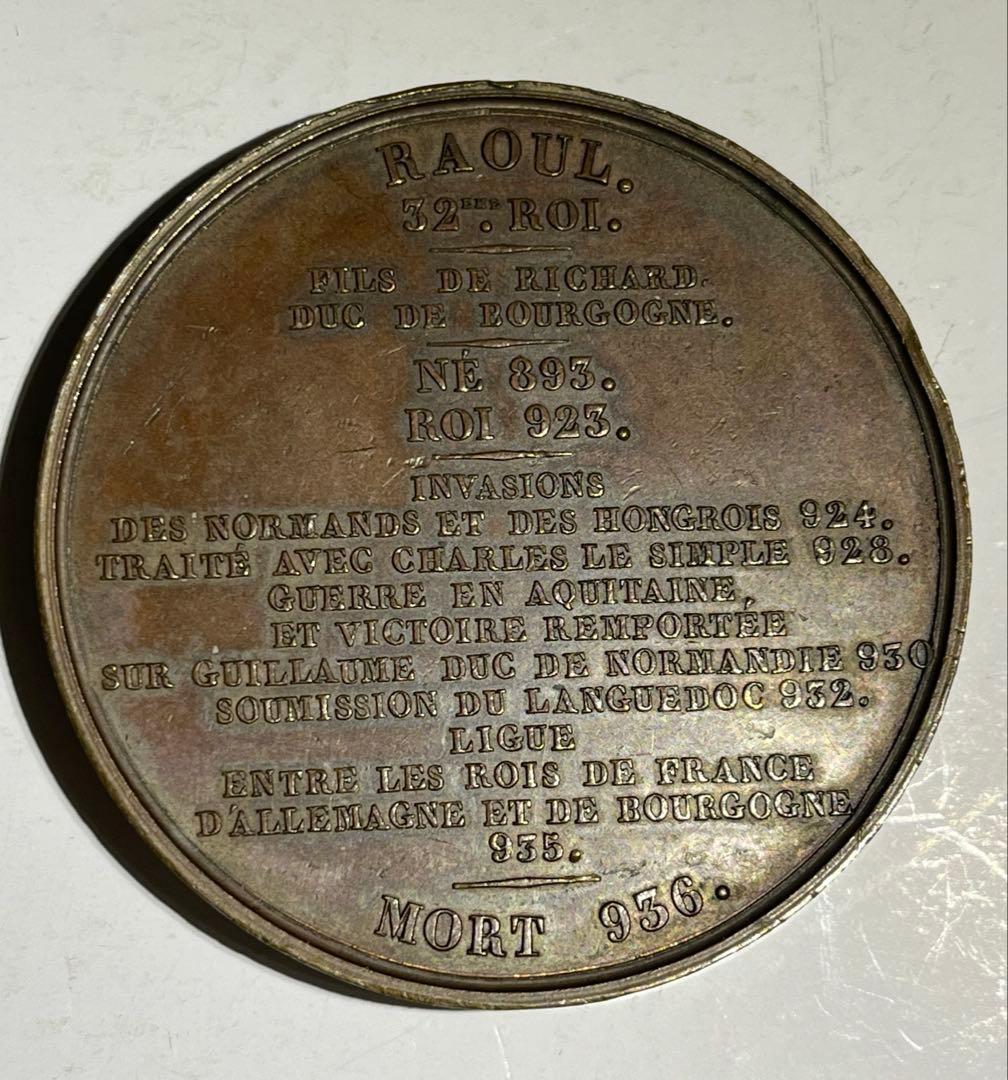 RAOUL.
32EME. ROI.
FILS DE RICHARD.
DUC DE BOURGOGNE.
NÉ 893.
ROI 923.
INVASIONS
DES NORMANDS ET DES HONGROIS 924.
TRAITÉ AVEC CHARLES LE SIMPLE 928.
GUERRE EN AQUITAINE,
ET VICTOIRE REMPORTÉE
SUR GUILLAUME DUC DE NORMANDIE 930
SOUMISSION DU LANGUEDOC 932.
LIGUE
ENTRE LES ROIS DE FRANCE
D'ALLEMAGNE ET DE BOURGOGNE
935.
MORT 936.